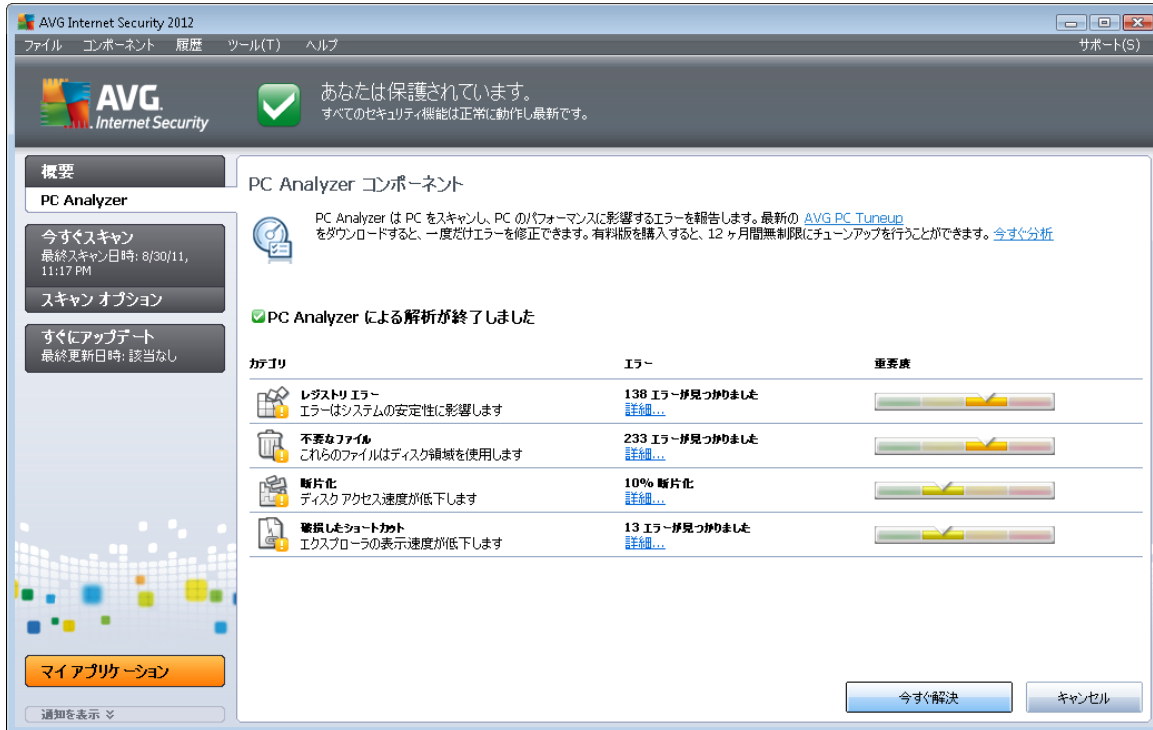 AVG Internet Security 2012
ファイル コンポーネント 履歴 ツール(T) ヘルプ サポート(S)
AVG.
Internet Security
あなたは保護されています。
すべてのセキュリティ機能は正常に動作し最新です。
概要
PC Analyzer
今すぐスキャン
最終スキャン日時: 8/30/11,
11:17 PM
スキャン オプション
すぐにアップデート
最終更新日時: 該当なし
マイ アプリケーション
通知を表示
PC Analyzer コンポーネント
PC Analyzer は PC をスキャンし、PC のパフォーマンスに影響するエラーを報告します。最新の AVG PC Tuneup
をダウンロードすると、一度だけエラーを修正できます。有料版を購入すると、12 ヶ月間無制限にチューンアップを行うことができます。 今すぐ分析
PC Analyzer による解析が終了しました
カテゴリ エラー 重要度
レジストリ エラー 138 エラーが見つかりました
エラーはシステムの安定性に影響します 詳細...
不要なファイル 233 エラーが見つかりました
これらのファイルはディスク領域を使用します 詳細...
断片化 10% 断片化
ディスク アクセス速度が低下します 詳細...
破損したショートカット 13 エラーが見つかりました
エクスプローラの表示速度が低下します 詳細...
今すぐ解決 キャンセル